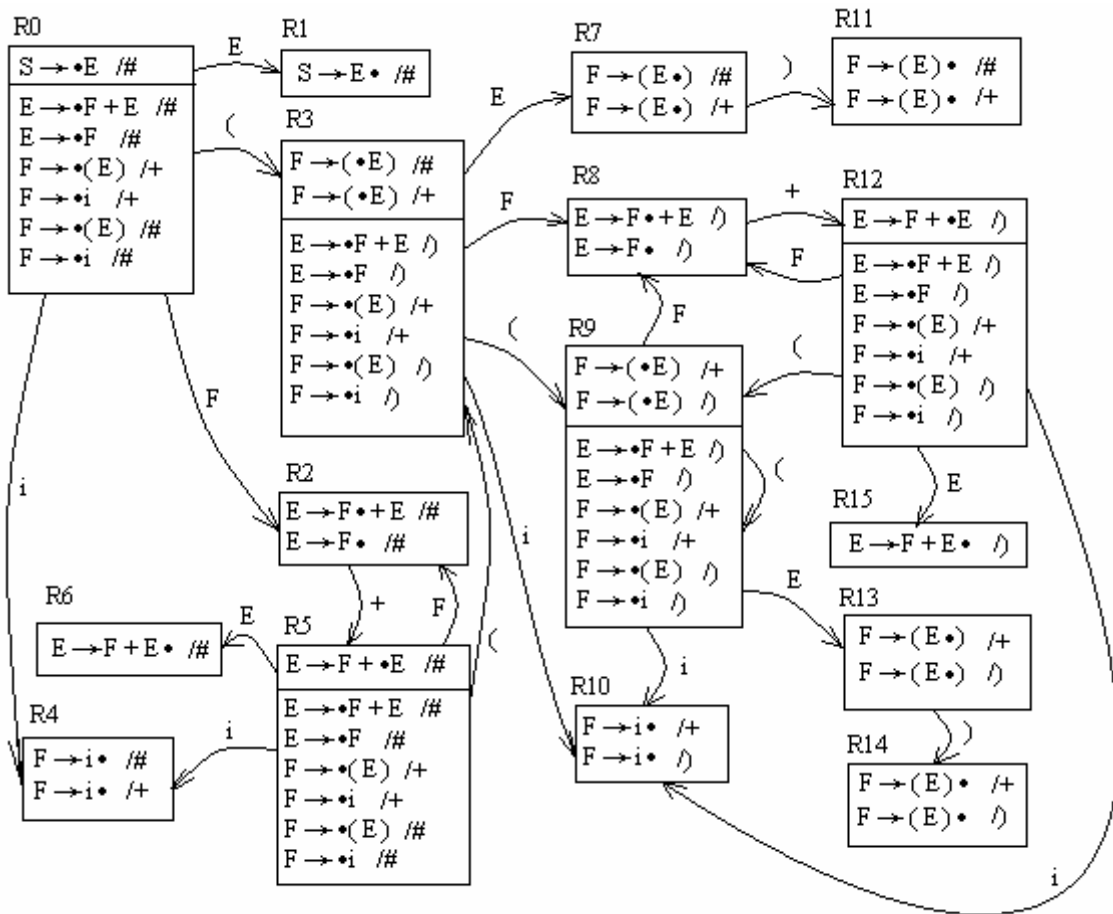 R0
S→•E /#
E→•F+E /#
E→•F /#
F→•(E) /+
F→•i /+
F→•(E) /#
F→•i /#
E
(
F
i
R1
S→E• /#
R3
F→(•E) /#
F→(•E) /+
E→•F+E /)
E→•F /)
F→•(E) /+
F→•i /+
F→•(E) /)
F→•i /)
E
F
(
i
R2
E→F•+E /#
E→F• /#
+
F
(
R6
E→F+E• /#
E
R5
E→F+•E /#
E→•F+E /#
E→•F /#
F→•(E) /+
F→•i /+
F→•(E) /#
F→•i /#
R4
F→i• /#
F→i• /+
i
R7
F→(E•) /#
F→(E•) /+
)
R11
F→(E)• /#
F→(E)• /+
R8
E→F•+E /)
E→F• /)
+
F
F
(
R12
E→F+•E /)
E→•F+E /)
E→•F /)
F→•(E) /+
F→•i /+
F→•(E) /)
F→•i /)
R9
F→(•E) /+
F→(•E) /)
E→•F+E /)
E→•F /)
F→•(E) /+
F→•i /+
F→•(E) /)
F→•i /)
(
E
i
E
R15
E→F+E• /)
R13
F→(E•) /+
F→(E•) /)
)
R10
F→i• /+
F→i• /)
R14
F→(E)• /+
F→(E)• /)
i